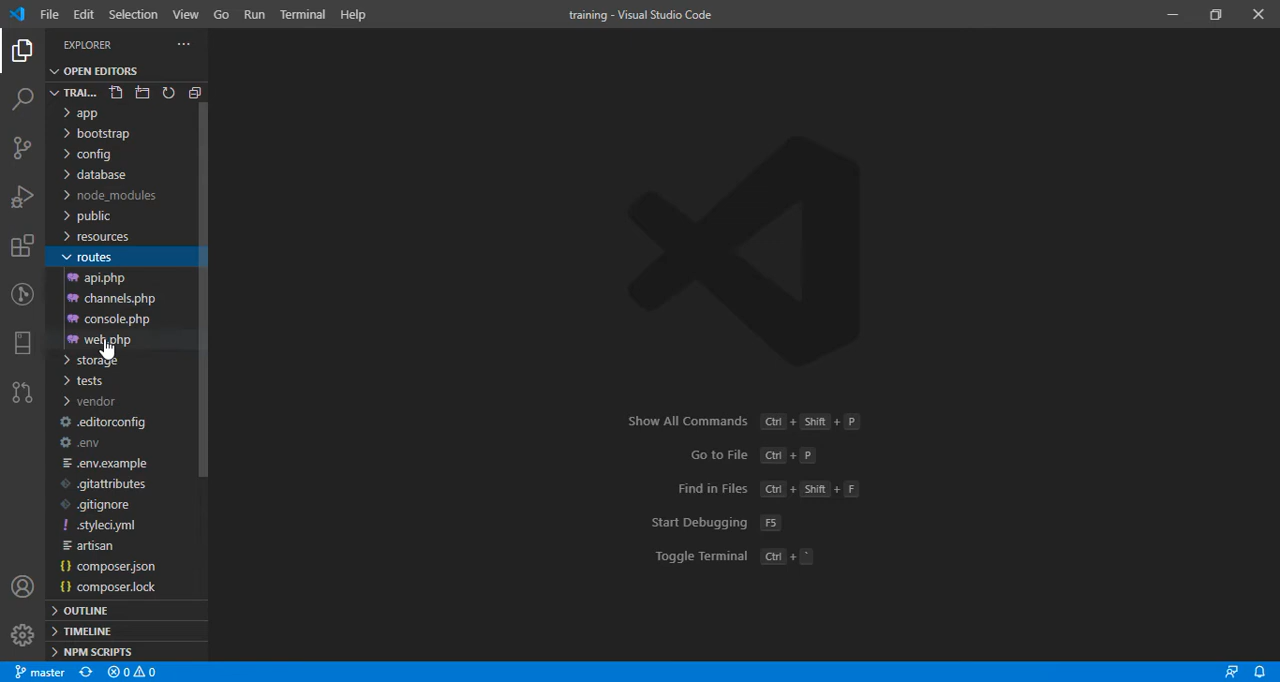 File Edit Selection View Go Run Terminal Help
training - Visual Studio Code
EXPLORER
OPEN EDITORS
TRAI...
app
bootstrap
config
database
node_modules
public
resources
routes
api.php
channels.php
console.php
web.php
storage
tests
vendor
.editorconfig
.env
.env.example
.gitattributes
.gitignore
.styleci.yml
artisan
composer.json
composer.lock
OUTLINE
TIMELINE
NPM SCRIPTS
Show All Commands Ctrl + Shift + P
Go to File Ctrl + P
Find in Files Ctrl + Shift + F
Start Debugging F5
Toggle Terminal Ctrl + `
master 0 0